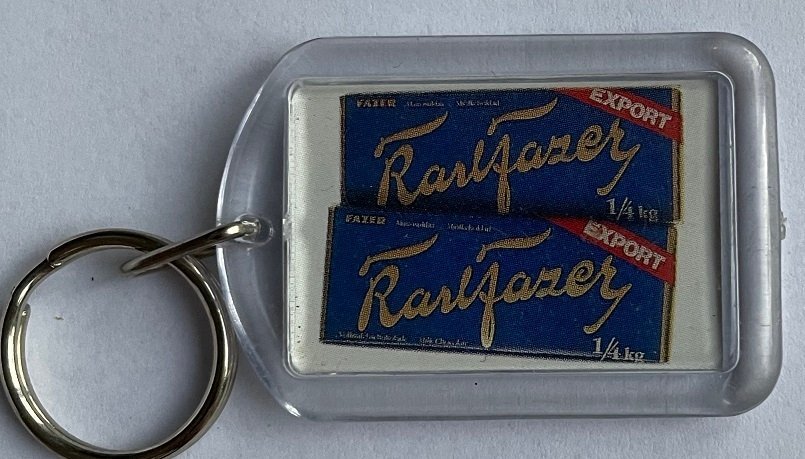 FAZER
EXPORT
Karl Fazer
1/4 kg
FAZER
EXPORT
Karl Fazer
1/4 kg